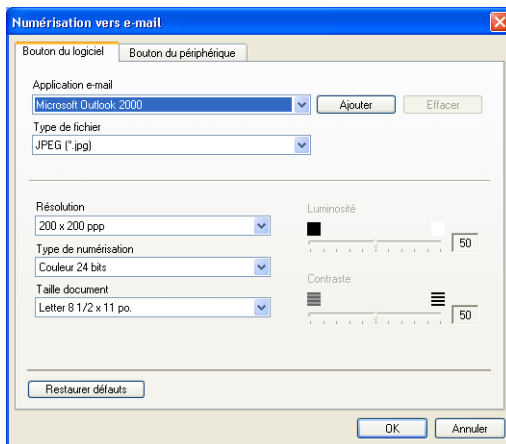 Numérisation vers e-mail
Bouton du logiciel Bouton du périphérique
Application e-mail
Microsoft Outlook 2000 Ajouter Effacer
Type de fichier
JPEG (*.jpg)
Résolution Luminosité
200 x 200 ppp
50
Type de numérisation
Couleur 24 bits
Contraste
Taille document
Letter 8 1/2 x 11 po.
50
Restaurer défauts
OK Annuler